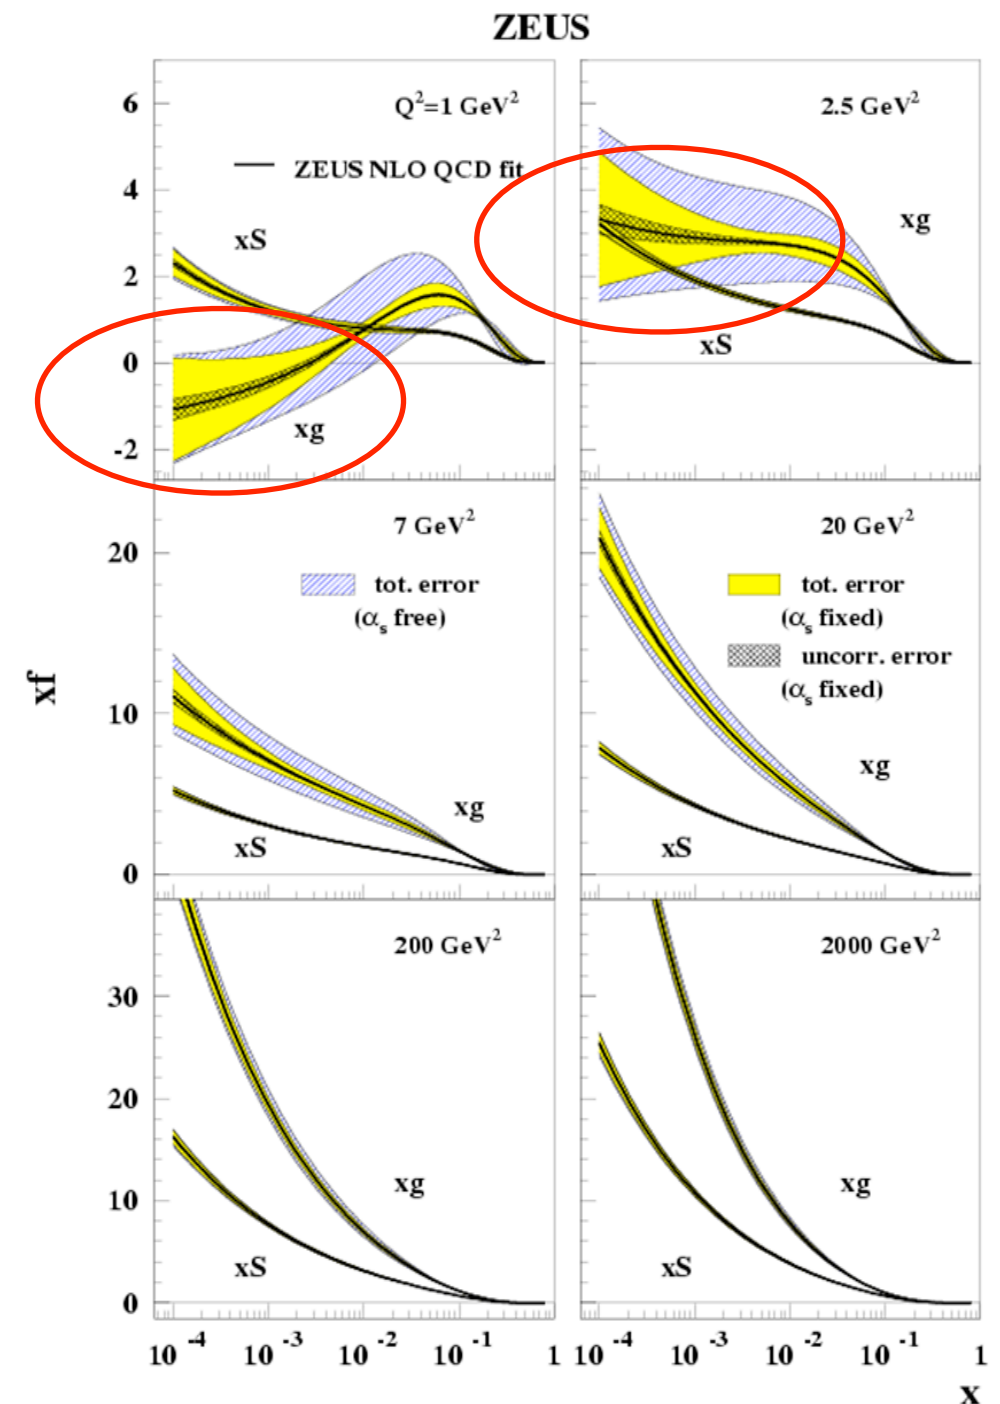 ZEUS
Q²=1 GeV²
2.5 GeV²
ZEUS NLO QCD fit
xS
xg
xg
xS
6
4
2
0
-2
7 GeV²
20 GeV²
tot. error
(αs free)
tot. error
(αs fixed)
uncorr. error
(αs fixed)
xg
xS
xg
xS
20
10
0
xf
200 GeV²
2000 GeV²
xg
xS
xg
xS
30
20
10
0
10⁻⁴ 10⁻³ 10⁻² 10⁻¹ 1 10⁻⁴ 10⁻³ 10⁻² 10⁻¹ 1
x